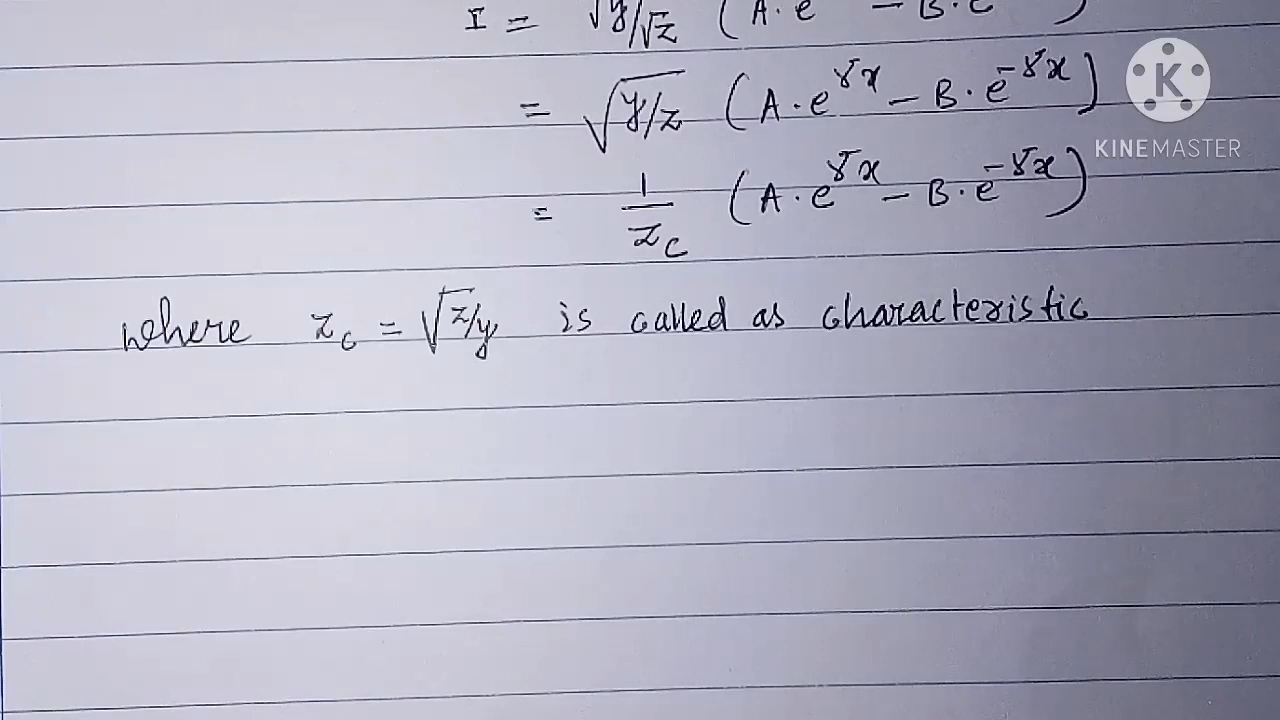 I = √y/√z (A. e - B. e )
= √y/z (A. e^γx - B. e^-γx)
K
KINEMASTER
= 1/z_c (A. e^γx - B. e^-γx)
where z_c = √z/y is called as characteristic